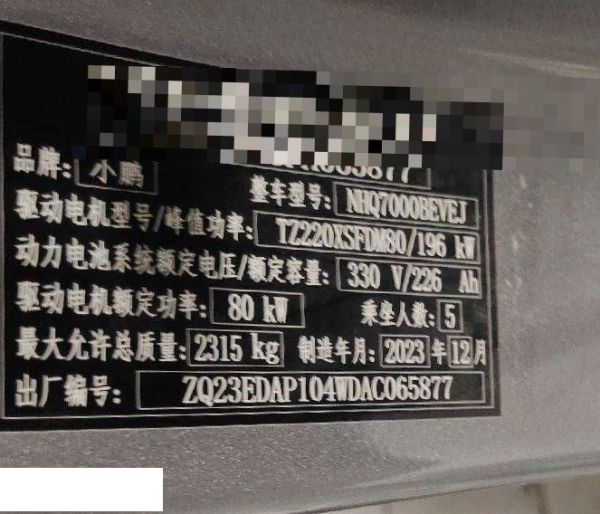 品牌: 小鹏
整车型号: NHQ7000BEVEJ
驱动电机型号/峰值功率: TZ220XSFDM80/196 kW
动力电池系统额定电压/额定容量: 330 V/226 Ah
驱动电机额定功率: 80 kW 乘坐人数: 5
最大允许总质量: 2315 kg 制造年月: 2023 年 12 月
出厂编号: ZQ23EDAP104WDAC065877